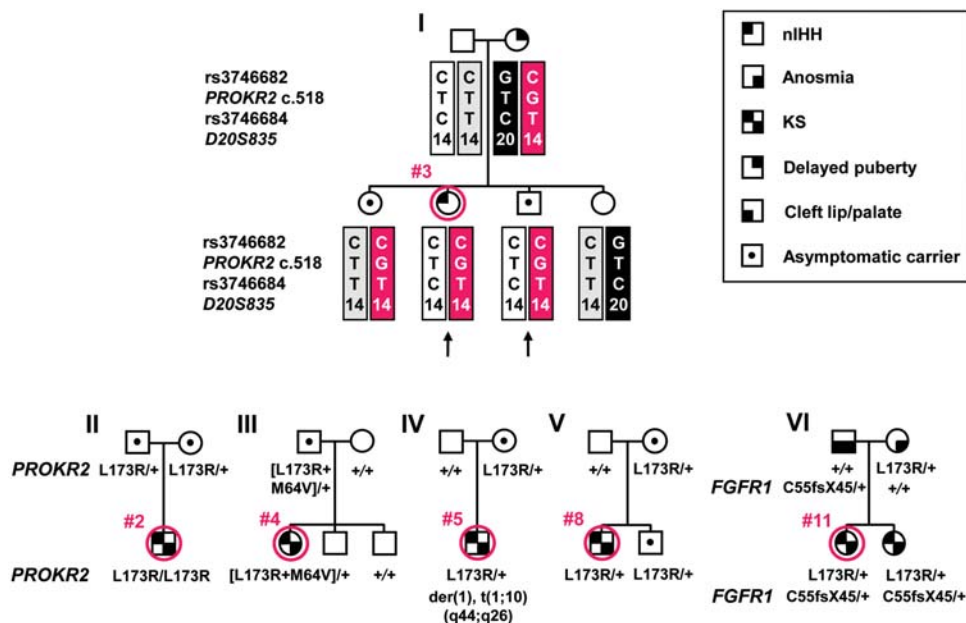 I
nIHH
Anosmia
KS
Delayed puberty
Cleft lip/palate
Asymptomatic carrier
rs3746682 C C G C
PROKR2 c.518 T T T G
rs3746684 C T C T
D20S835 14 14 20 14
#3
rs3746682 C C C C C C C G
PROKR2 c.518 T G T G T G T T
rs3746684 T T C T C T T C
D20S835 14 14 14 14 14 14 14 20
II III IV V VI
PROKR2 L173R/+ L173R/+ [L173R+ +/+ +/+ L173R/+ +/+ L173R/+ +/+ L173R/+
M64V]/+
FGFR1 C55fsX45/+ +/+
#2 #4 #5 #8 #11
PROKR2 L173R/L173R [L173R+M64V]/+ +/+ L173R/+ L173R/+ L173R/+ L173R/+ L173R/+
der(1), t(1;10) FGFR1 C55fsX45/+ C55fsX45/+
(q44;q26)